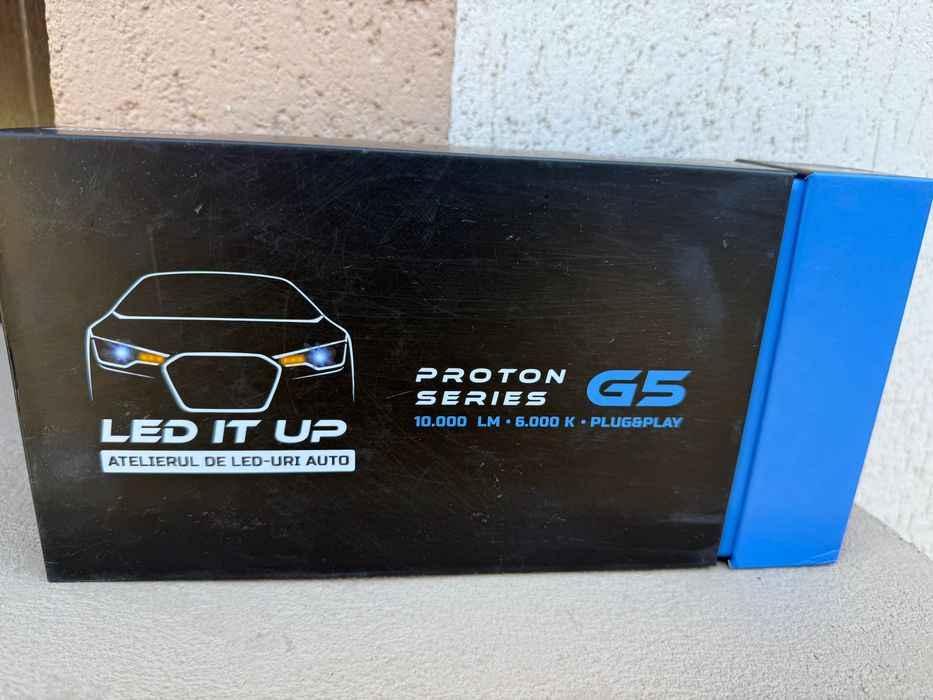 LED IT UP
ATELIERUL DE LED-URI AUTO
PROTON
SERIES
G5
10.000 LM • 6.000 K • PLUG&PLAY